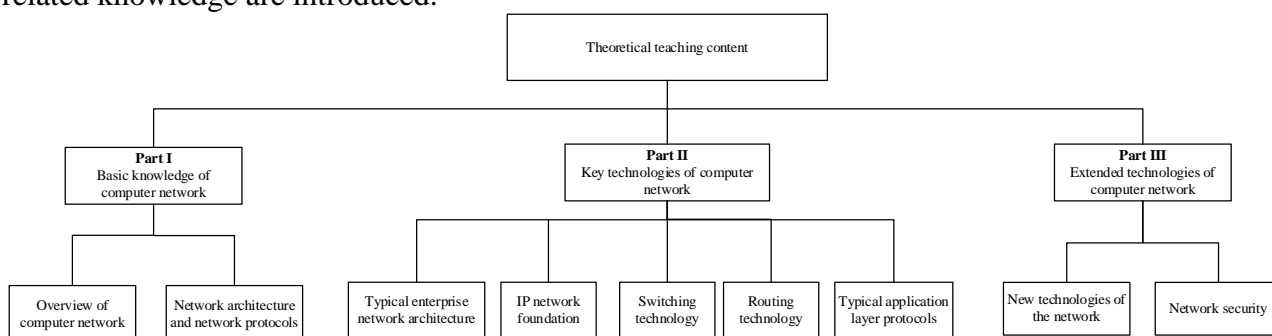 related knowledge are introduced.
Theoretical teaching content
Part I
Basic knowledge of
computer network
Part II
Key technologies of computer
network
Part III
Extended technologies of
computer network
Overview of
computer network
Network architecture
and network protocols
Typical enterprise
network architecture
IP network
foundation
Switching
technology
Routing
technology
Typical application
layer protocols
New technologies of
the network
Network security